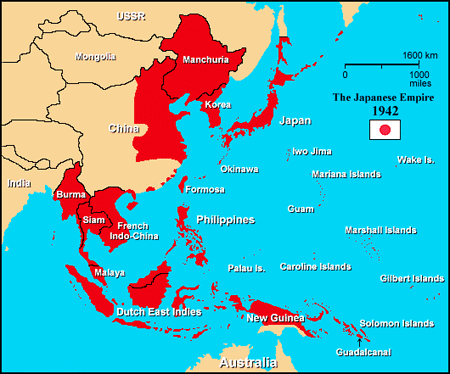 USSR
Mongolia
Manchuria
1600 km
1000
miles
The Japanese Empire
1942
Korea
Japan
China
Iwo Jima
Wake Is.
Okinawa
Mariana Islands
India
Burma
Formosa
Siam
Guam
French
Indo-China
Philippines
Marshall Islands
Malaya
Palau Is.
Caroline Islands
Gilbert Islands
Dutch East Indies
New Guinea
Solomon Islands
Guadalcanal
Australia